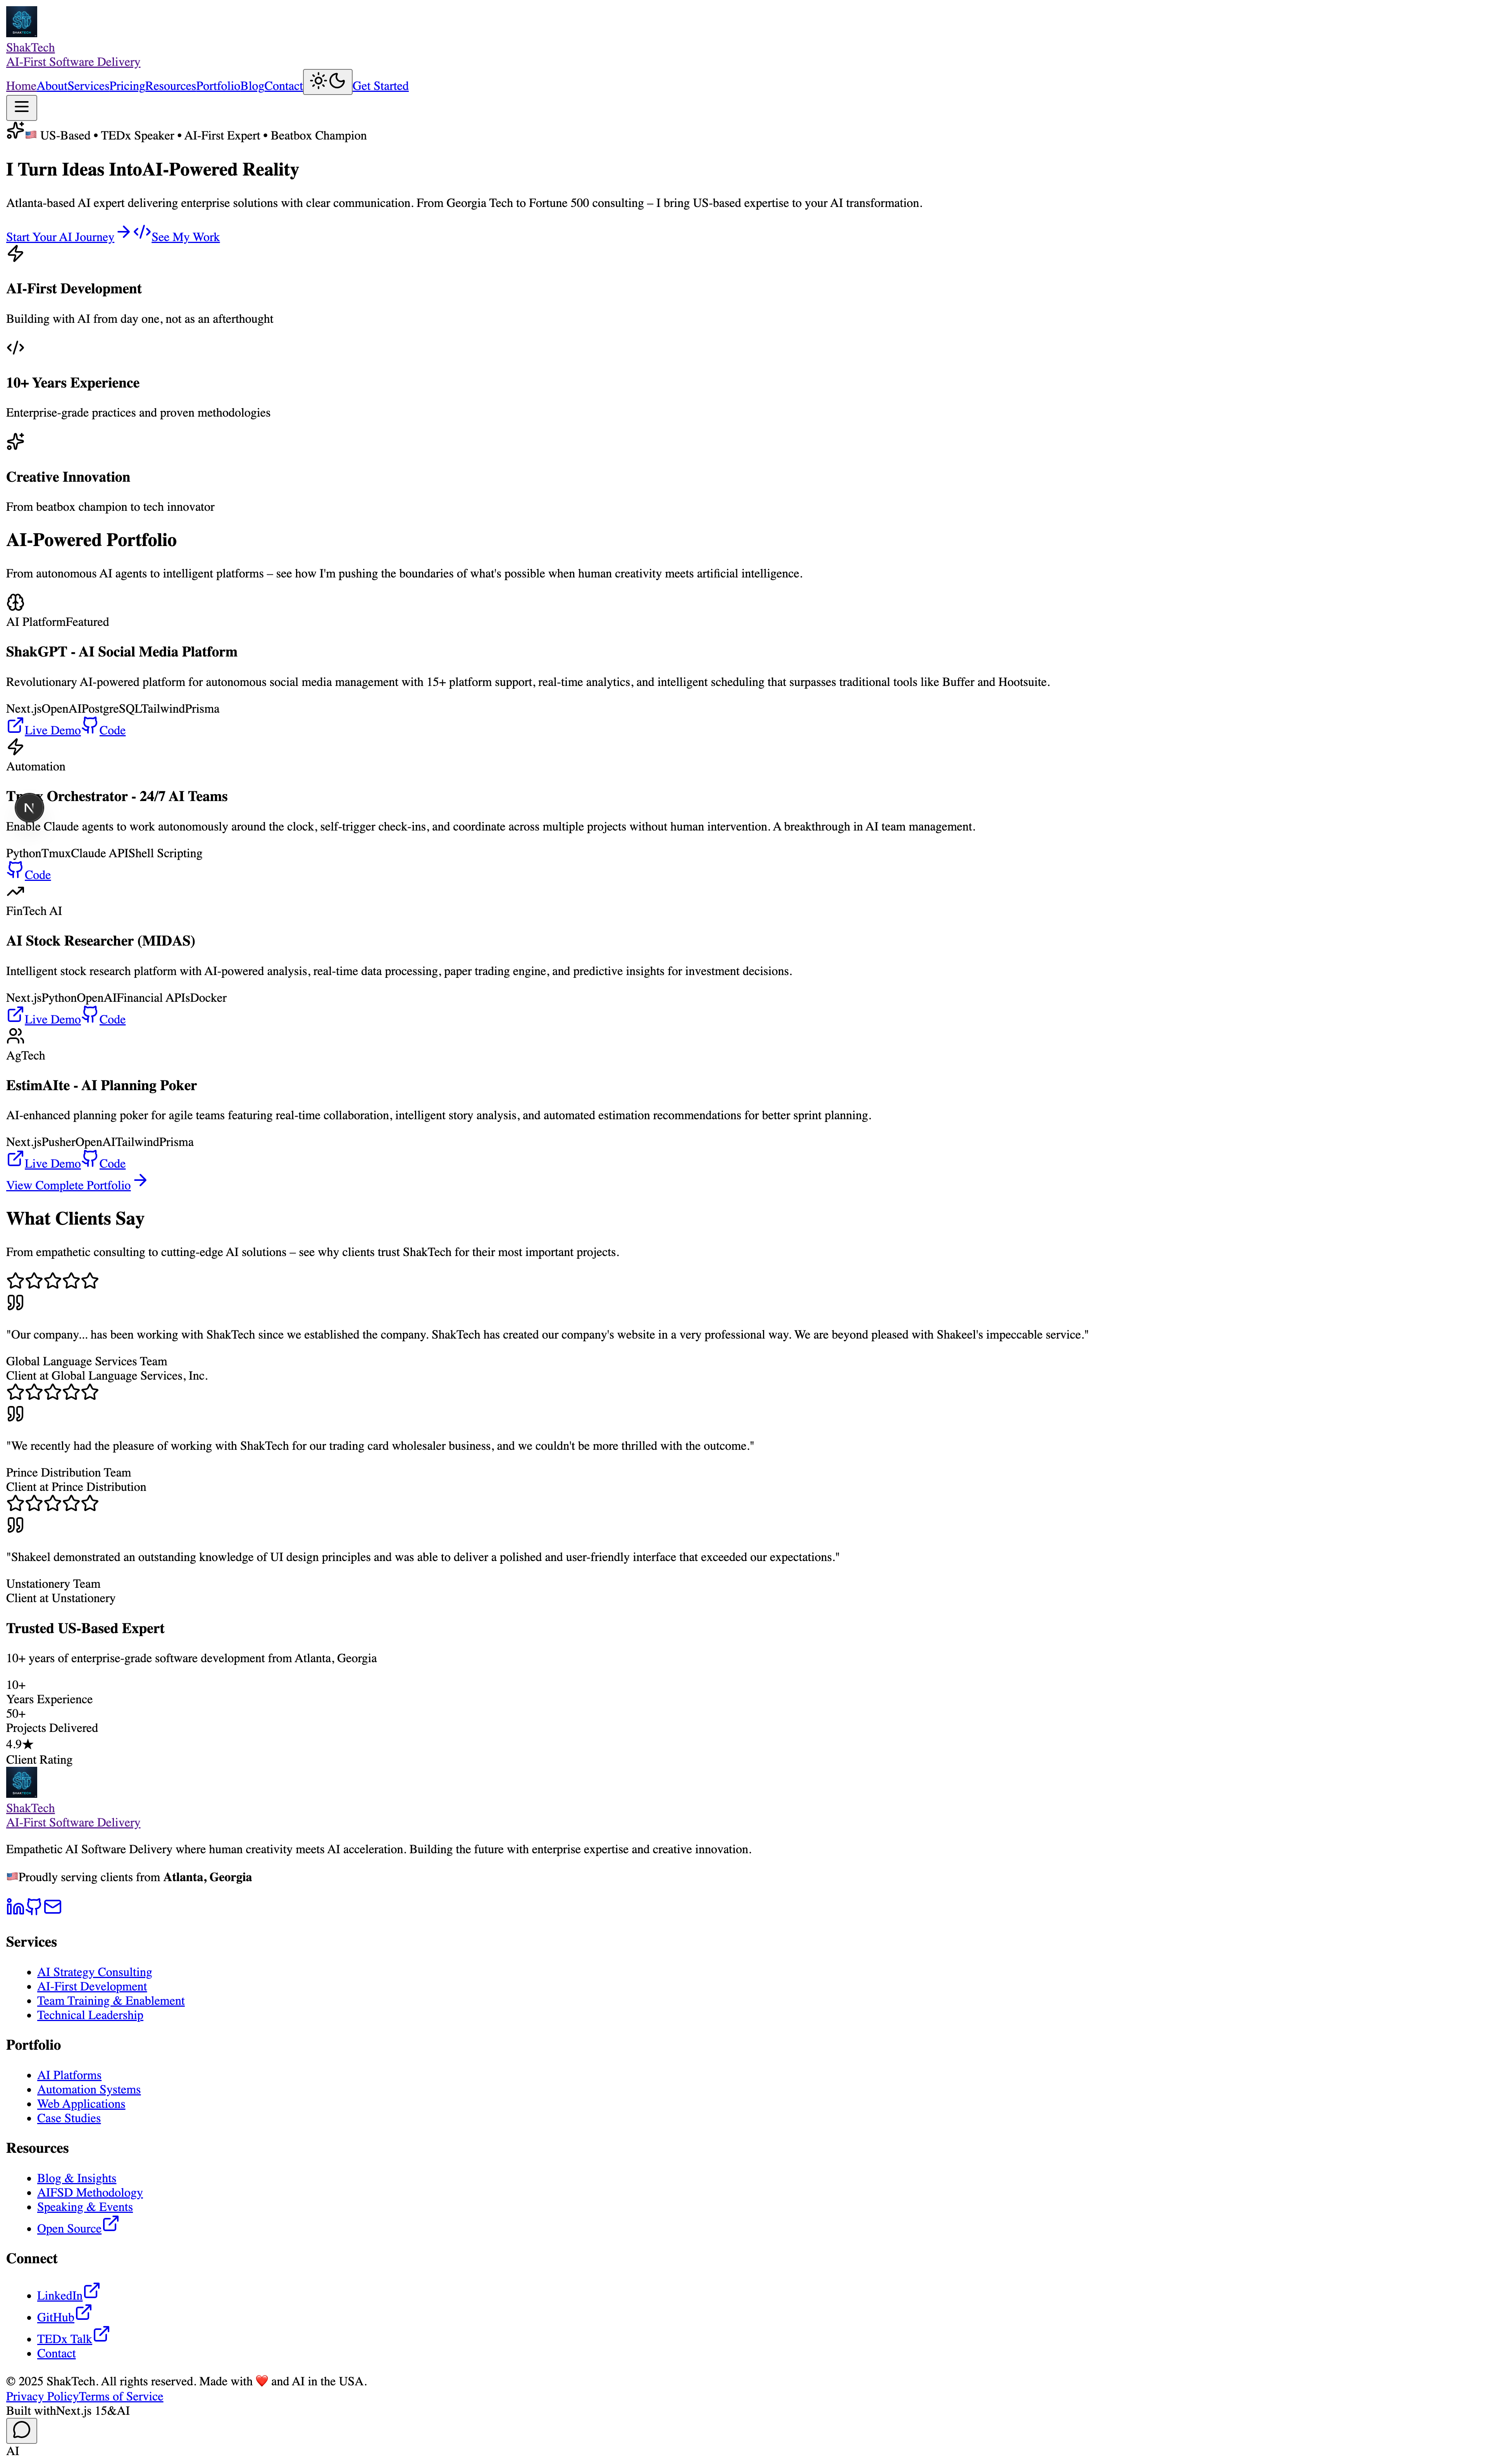 SHAKTECH
ShakTech
AI-First Software Delivery
HomeAboutServicesPricingResourcesPortfolioBlogContactGet Started
🇺🇸 US-Based • TEDx Speaker • AI-First Expert • Beatbox Champion
I Turn Ideas IntoAI-Powered Reality
Atlanta-based AI expert delivering enterprise solutions with clear communication. From Georgia Tech to Fortune 500 consulting – I bring US-based expertise to your AI transformation.
Start Your AI JourneySee My Work
AI-First Development
Building with AI from day one, not as an afterthought
10+ Years Experience
Enterprise-grade practices and proven methodologies
Creative Innovation
From beatbox champion to tech innovator
AI-Powered Portfolio
From autonomous AI agents to intelligent platforms – see how I'm pushing the boundaries of what's possible when human creativity meets artificial intelligence.
AI PlatformFeatured
ShakGPT - AI Social Media Platform
Revolutionary AI-powered platform for autonomous social media management with 15+ platform support, real-time analytics, and intelligent scheduling that surpasses traditional tools like Buffer and Hootsuite.
Next.jsOpenAIPostgreSQLTailwindPrisma
Live DemoCode
Automation
Orchestrator - 24/7 AI Teams
N
Enable Claude agents to work autonomously around the clock, self-trigger check-ins, and coordinate across multiple projects without human intervention. A breakthrough in AI team management.
PythonTmuxClaude APIShell Scripting
Code
FinTech AI
AI Stock Researcher (MIDAS)
Intelligent stock research platform with AI-powered analysis, real-time data processing, paper trading engine, and predictive insights for investment decisions.
Next.jsPythonOpenAIFinancial APIsDocker
Live DemoCode
AgTech
EstimAIte - AI Planning Poker
AI-enhanced planning poker for agile teams featuring real-time collaboration, intelligent story analysis, and automated estimation recommendations for better sprint planning.
Next.jsPusherOpenAITailwindPrisma
Live DemoCode
View Complete Portfolio
What Clients Say
From empathetic consulting to cutting-edge AI solutions – see why clients trust ShakTech for their most important projects.
"Our company... has been working with ShakTech since we established the company. ShakTech has created our company's website in a very professional way. We are beyond pleased with Shakeel's impeccable service."
Global Language Services Team
Client at Global Language Services, Inc.
"We recently had the pleasure of working with ShakTech for our trading card wholesaler business, and we couldn't be more thrilled with the outcome."
Prince Distribution Team
Client at Prince Distribution
"Shakeel demonstrated an outstanding knowledge of UI design principles and was able to deliver a polished and user-friendly interface that exceeded our expectations."
Unstationery Team
Client at Unstationery
Trusted US-Based Expert
10+ years of enterprise-grade software development from Atlanta, Georgia
10+
Years Experience
50+
Projects Delivered
4.9★
Client Rating
SHAKTECH
ShakTech
AI-First Software Delivery
Empathetic AI Software Delivery where human creativity meets AI acceleration. Building the future with enterprise expertise and creative innovation.
🇺🇸Proudly serving clients from Atlanta, Georgia
Services
• AI Strategy Consulting
• AI-First Development
• Team Training & Enablement
• Technical Leadership
Portfolio
• AI Platforms
• Automation Systems
• Web Applications
• Case Studies
Resources
• Blog & Insights
• AIFSD Methodology
• Speaking & Events
• Open Source
Connect
• LinkedIn
• GitHub
• TEDx Talk
• Contact
© 2025 ShakTech. All rights reserved. Made with ❤️ and AI in the USA.
Privacy PolicyTerms of Service
Built withNext.js 15&AI
AI